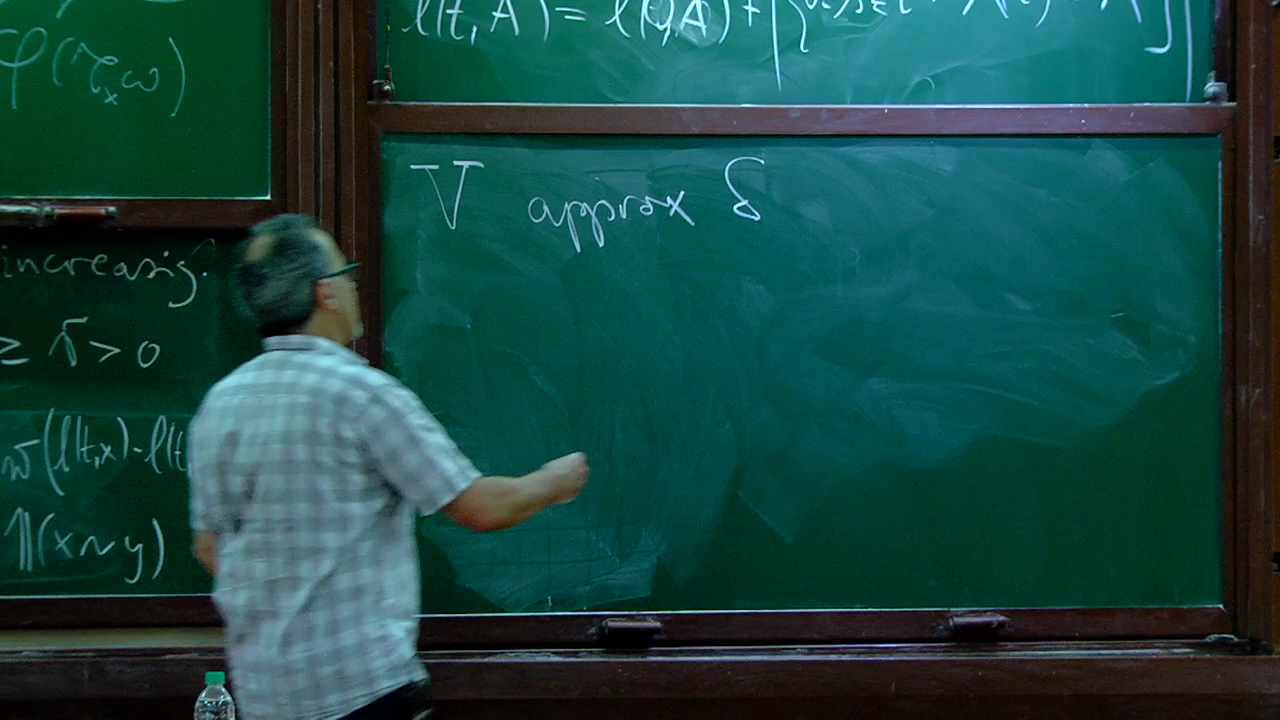 φ(τ_x ω)
increasing.
≥ λ̄ > 0
w(l(t,x) - l(t,
𝟙(x ~ y)
l(t, A) = l(0, A) +
V approx δ